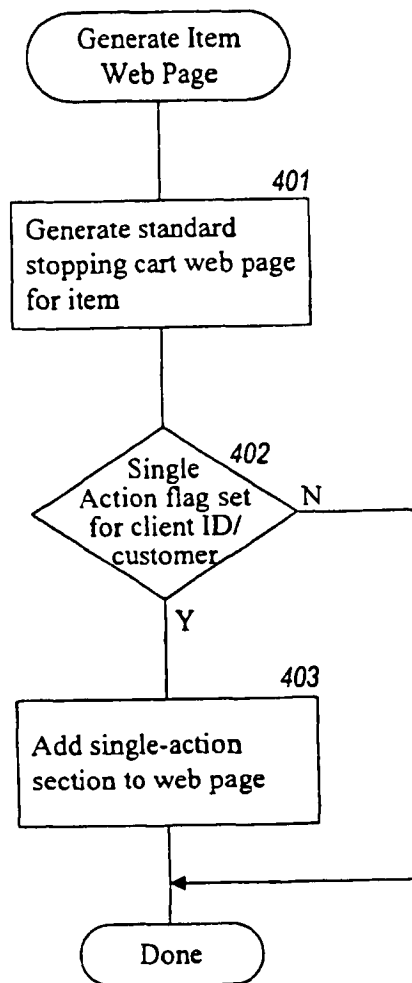 Generate Item
Web Page
401
Generate standard
stopping cart web page
for item
402
Single
Action flag set
for client ID/
customer
N
Y
403
Add single-action
section to web page
Done